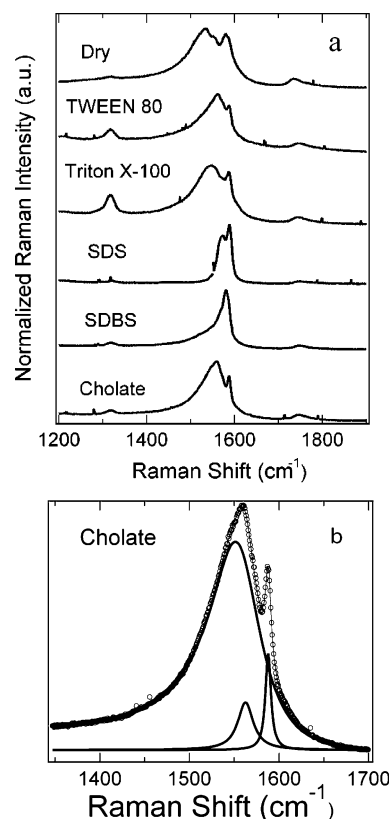 a
Dry
TWEEN 80
Triton X-100
SDS
SDBS
Cholate
Normalized Raman Intensity (a.u.)
1200 1400 1600 1800
Raman Shift (cm-1)
Cholate b
1400 1500 1600 1700
Raman Shift (cm-1)